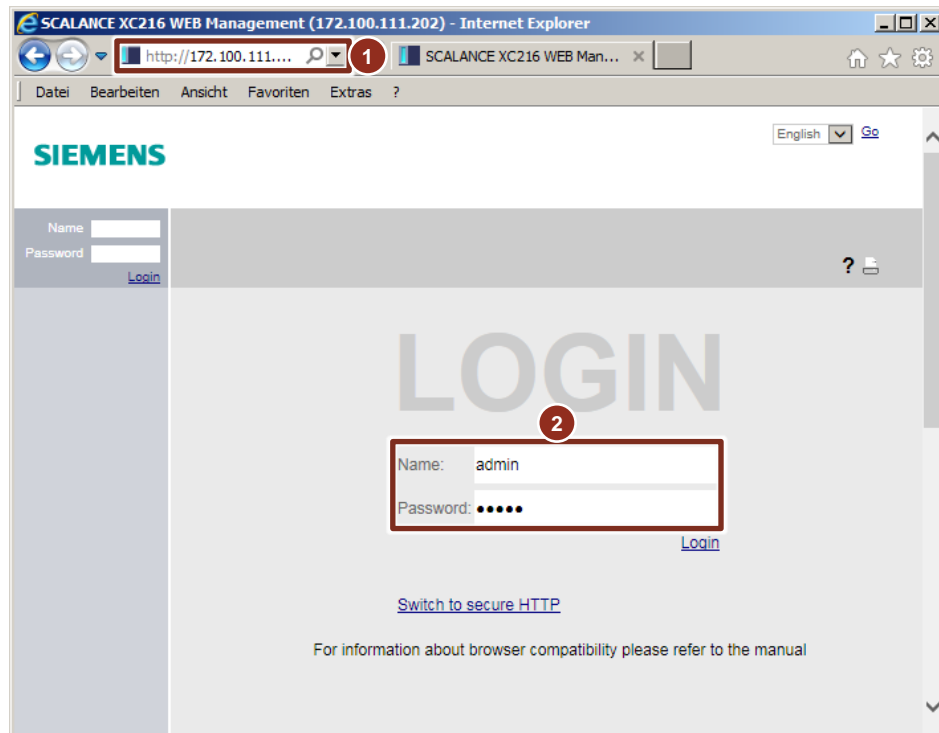 SCALANCE XC216 WEB Management (172.100.111.202) - Internet Explorer
http://172.100.111.... 1 SCALANCE XC216 WEB Man...
Datei Bearbeiten Ansicht Favoriten Extras ?
English Go
SIEMENS
Name
Password
Login
?
LOGIN
2
Name: admin
Password: •••••
Login
Switch to secure HTTP
For information about browser compatibility please refer to the manual